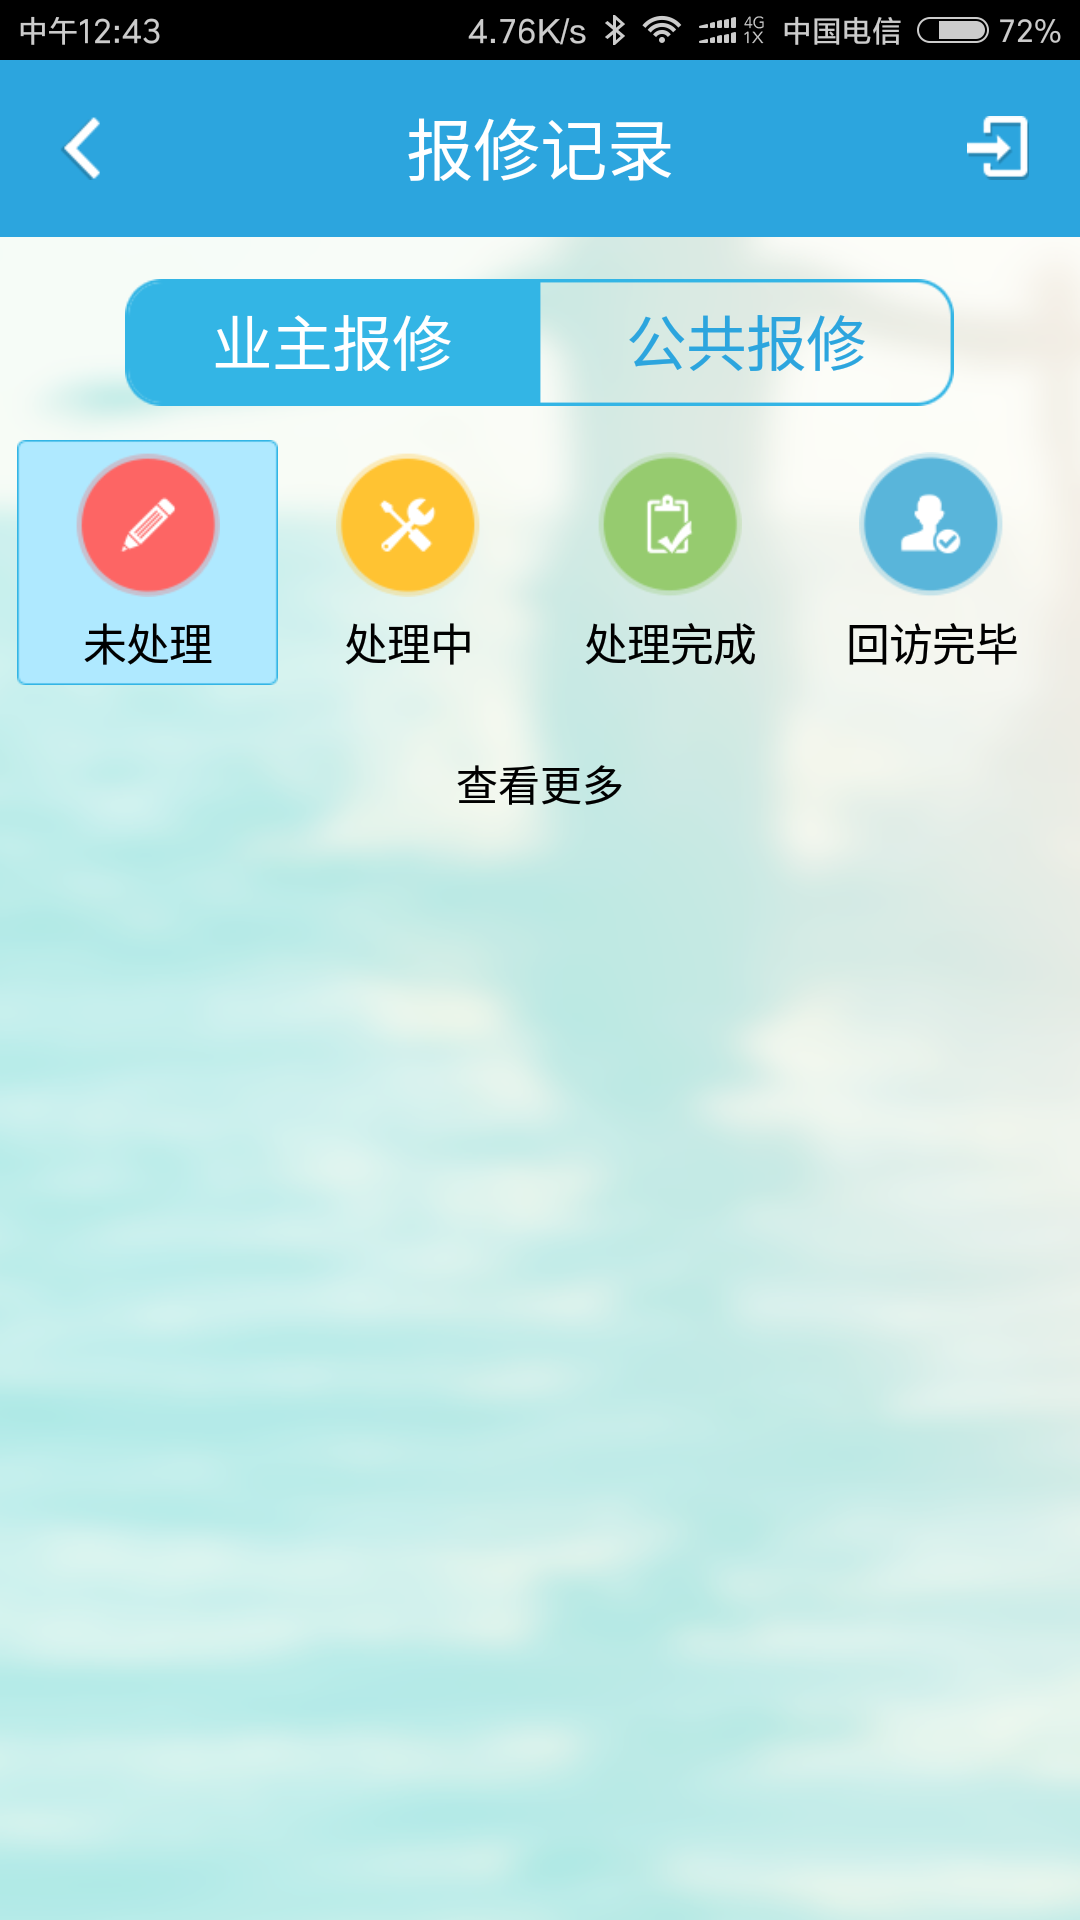 中午12:43 4.76K/s 4G 1X 中国电信 72%
报修记录
业主报修 公共报修
未处理 处理中 处理完成 回访完毕
查看更多